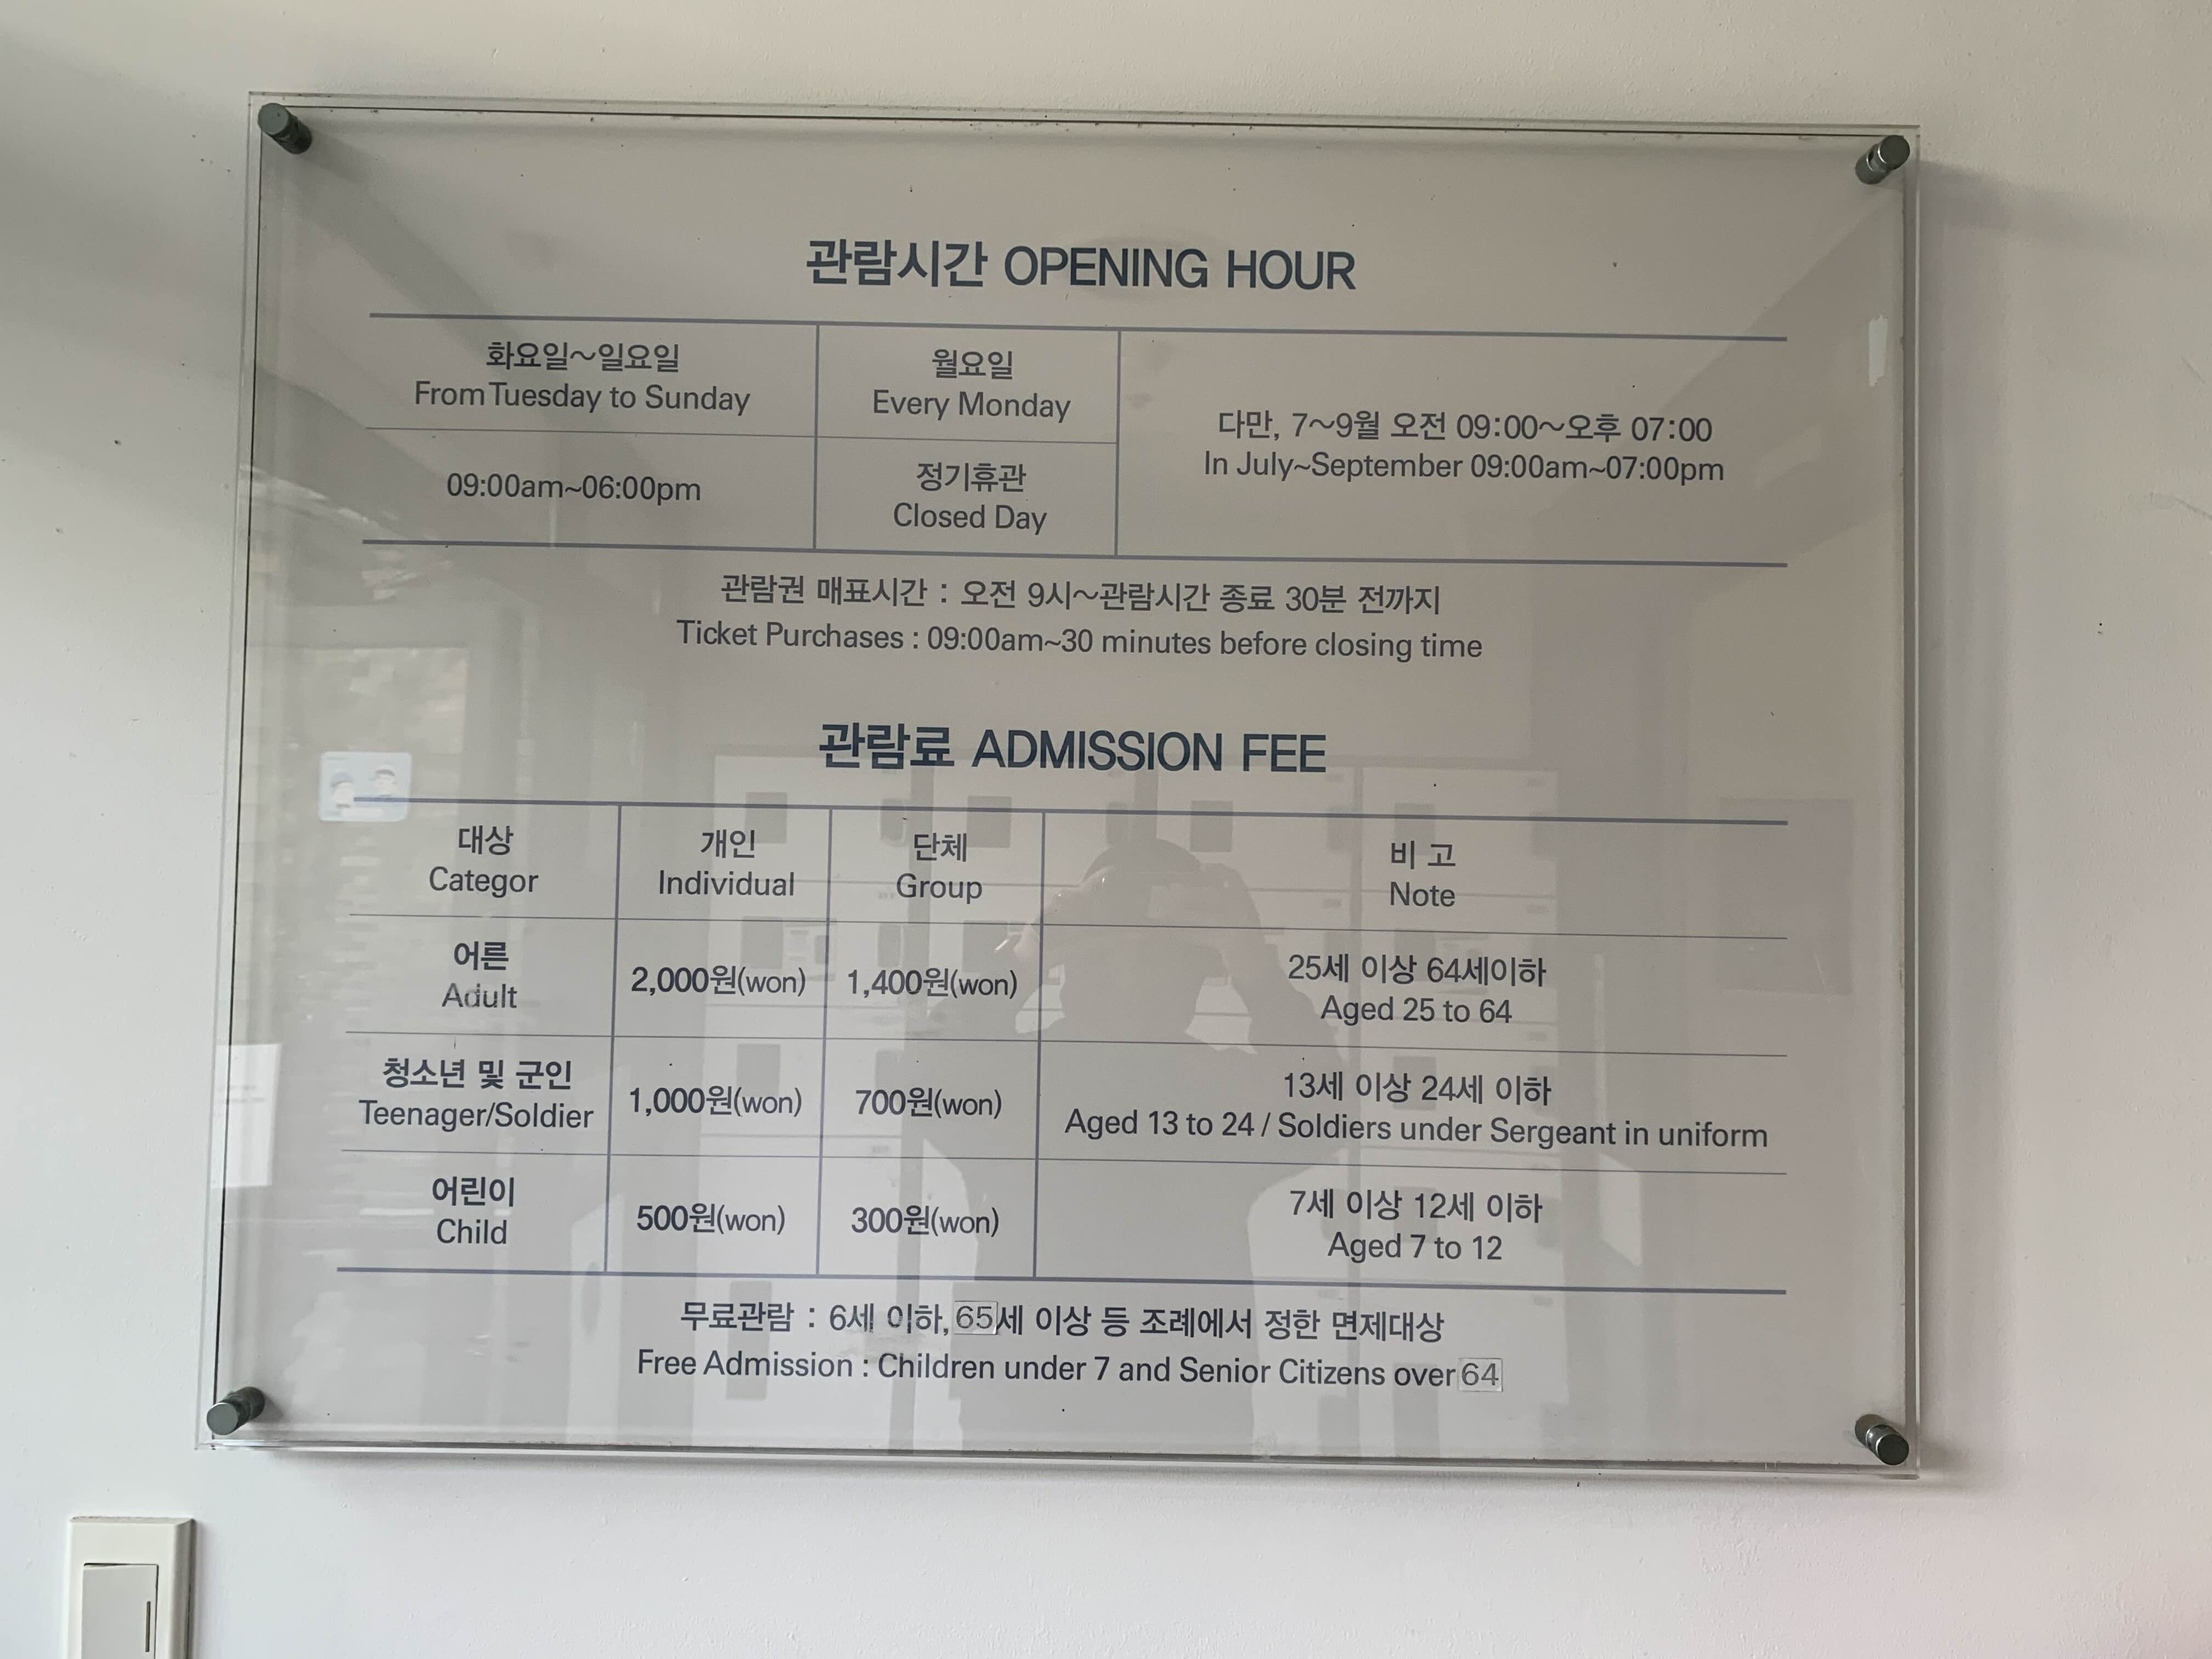 관람시간 OPENING HOUR
화요일~일요일
From Tuesday to Sunday
09:00am~06:00pm
월요일
Every Monday
정기휴관
Closed Day
다만, 7~9월 오전 09:00~오후 07:00
In July~September 09:00am~07:00pm
관람권 매표시간 : 오전 9시~관람시간 종료 30분 전까지
Ticket Purchases : 09:00am~30 minutes before closing time
관람료 ADMISSION FEE
대상
Categor
개인
Individual
단체
Group
비 고
Note
어른
Adult
2,000원(won)
1,400원(won)
25세 이상 64세이하
Aged 25 to 64
청소년 및 군인
Teenager/Soldier
1,000원(won)
700원(won)
13세 이상 24세 이하
Aged 13 to 24 / Soldiers under Sergeant in uniform
어린이
Child
500원(won)
300원(won)
7세 이상 12세 이하
Aged 7 to 12
무료관람 : 6세 이하, 65세 이상 등 조례에서 정한 면제대상
Free Admission : Children under 7 and Senior Citizens over 64